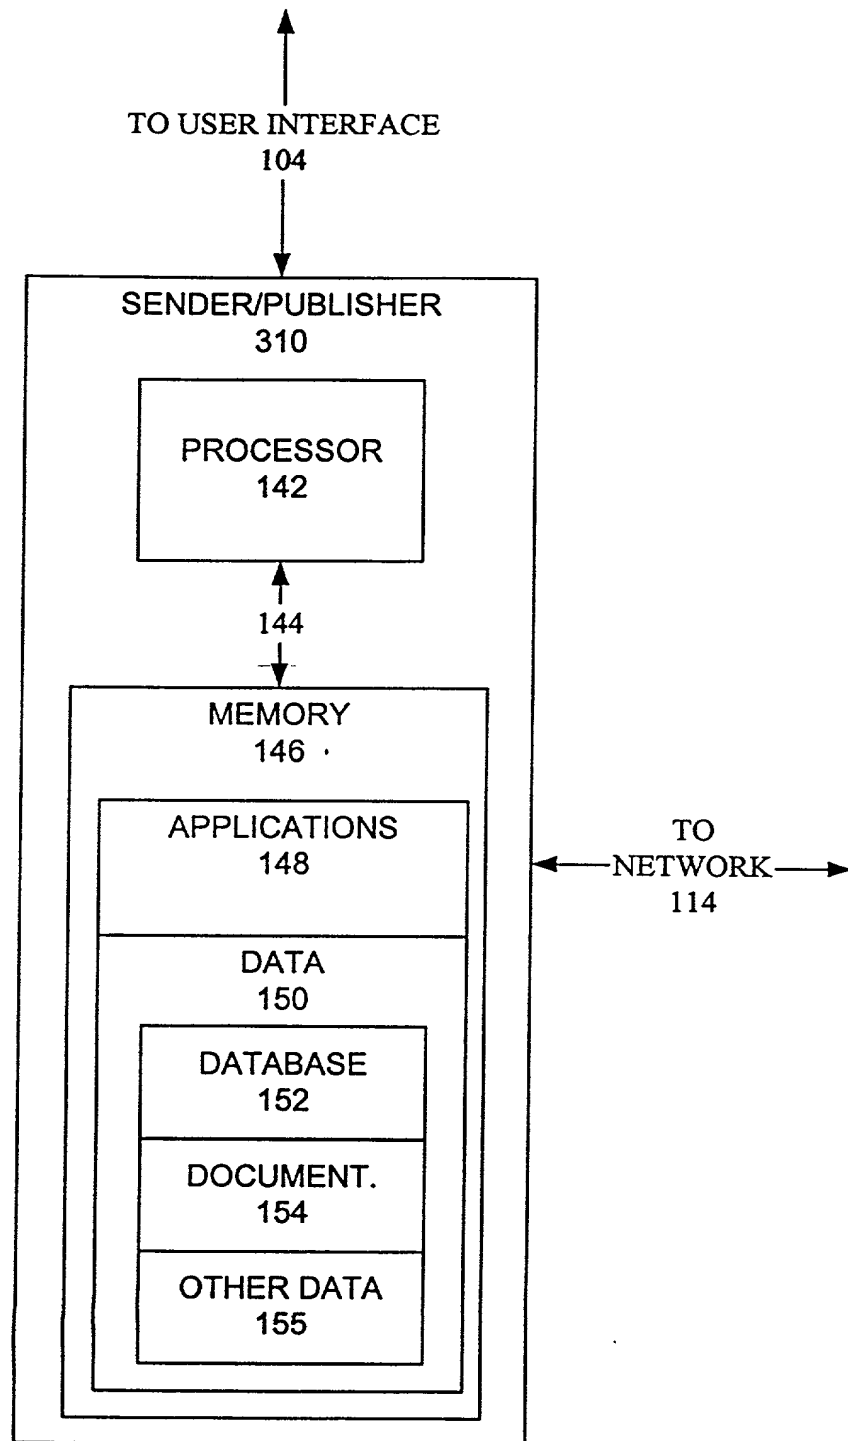 TO USER INTERFACE
104
SENDER/PUBLISHER
310
PROCESSOR
142
144
MEMORY
146
APPLICATIONS
148
TO
NETWORK
114
DATA
150
DATABASE
152
DOCUMENT.
154
OTHER DATA
155